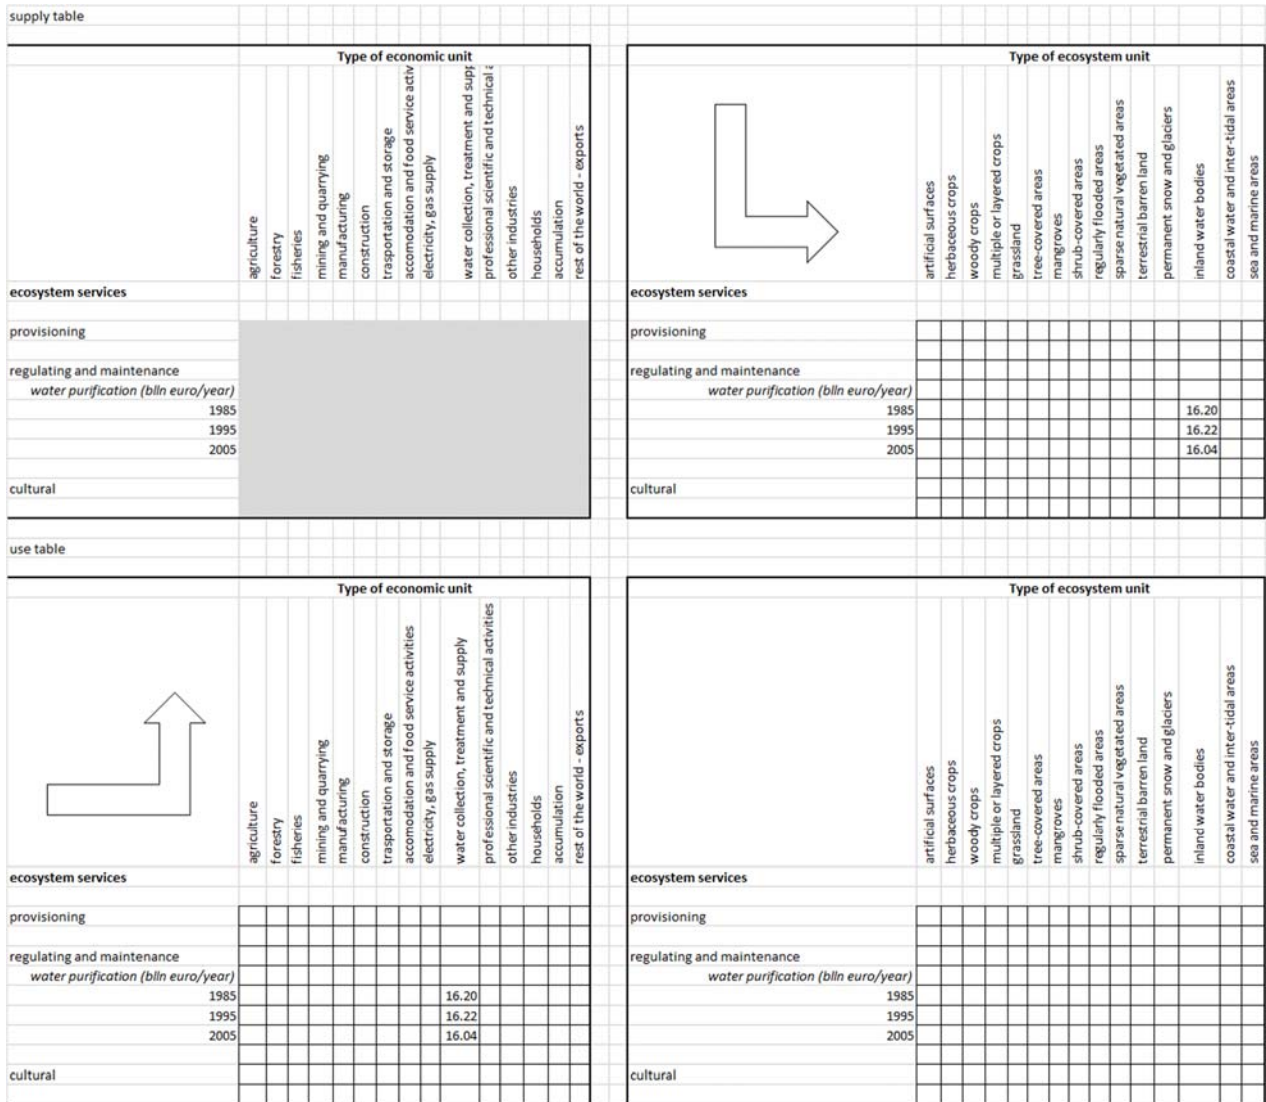 supply table
Type of economic unit
agriculture
forestry
fisheries
mining and quarrying
manufacturing
construction
trasportation and storage
accomodation and food service activ
electricity, gas supply
water collection, treatment and supp
professional scientific and technical a
other industries
households
accumulation
rest of the world - exports
ecosystem services
provisioning
regulating and maintenance
water purification (blln euro/year)
1985
1995
2005
cultural
Type of ecosystem unit
artificial surfaces
herbaceous crops
woody crops
multiple or layered crops
grassland
tree-covered areas
mangroves
shrub-covered areas
regularly flooded areas
sparse natural vegetated areas
terrestrial barren land
permanent snow and glaciers
inland water bodies
coastal water and inter-tidal areas
sea and marine areas
ecosystem services
provisioning
regulating and maintenance
water purification (blln euro/year)
1985 16.20
1995 16.22
2005 16.04
cultural
use table
Type of economic unit
agriculture
forestry
fisheries
mining and quarrying
manufacturing
construction
trasportation and storage
accomodation and food service activities
electricity, gas supply
water collection, treatment and supply
professional scientific and technical activities
other industries
households
accumulation
rest of the world - exports
ecosystem services
provisioning
regulating and maintenance
water purification (blln euro/year)
1985 16.20
1995 16.22
2005 16.04
cultural
Type of ecosystem unit
artificial surfaces
herbaceous crops
woody crops
multiple or layered crops
grassland
tree-covered areas
mangroves
shrub-covered areas
regularly flooded areas
sparse natural vegetated areas
terrestrial barren land
permanent snow and glaciers
inland water bodies
coastal water and inter-tidal areas
sea and marine areas
ecosystem services
provisioning
regulating and maintenance
water purification (blln euro/year)
1985
1995
2005
cultural